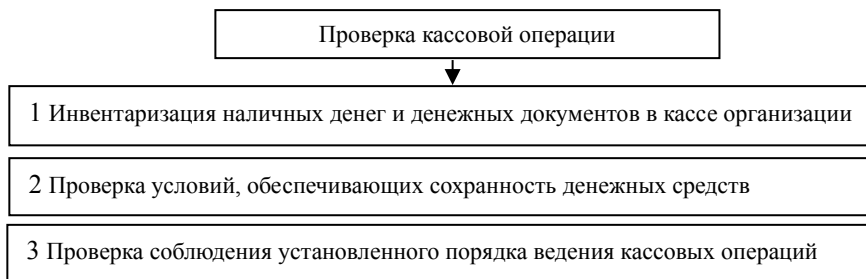 Проверка кассовой операции
1 Инвентаризация наличных денег и денежных документов в кассе организации
2 Проверка условий, обеспечивающих сохранность денежных средств
3 Проверка соблюдения установленного порядка ведения кассовых операций